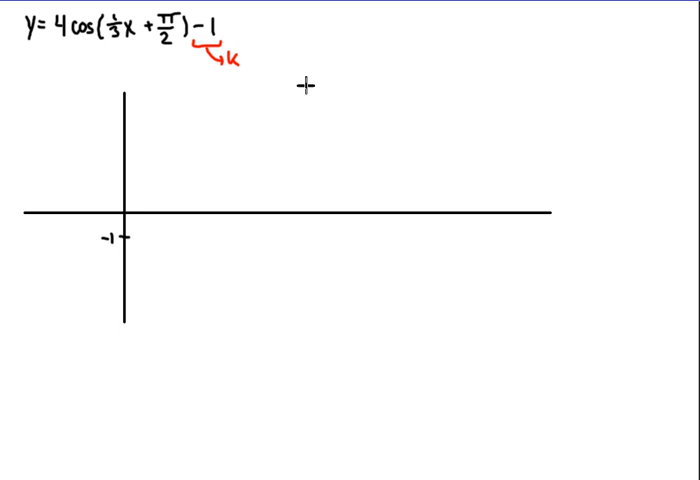 y= 4cos(⅓x + π/2) -1
k
-1